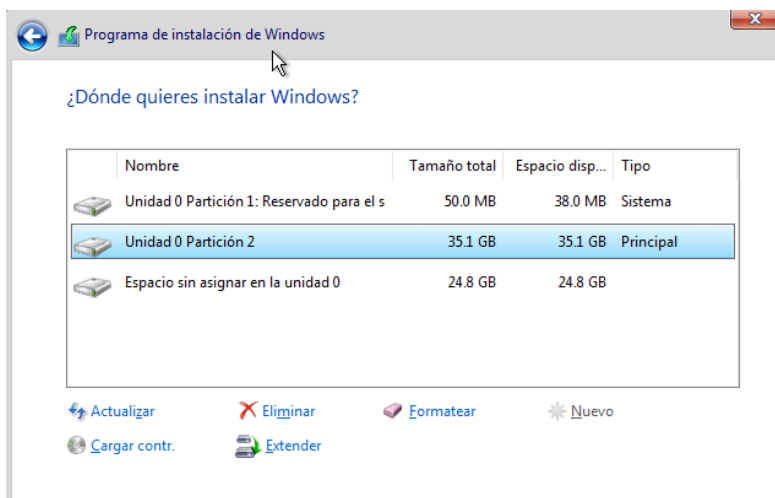 Programa de instalación de Windows
¿Dónde quieres instalar Windows?
Nombre Tamaño total Espacio disp... Tipo
Unidad 0 Partición 1: Reservado para el s 50.0 MB 38.0 MB Sistema
Unidad 0 Partición 2 35.1 GB 35.1 GB Principal
Espacio sin asignar en la unidad 0 24.8 GB 24.8 GB
Actualizar Eliminar Formatear Nuevo
Cargar contr. Extender